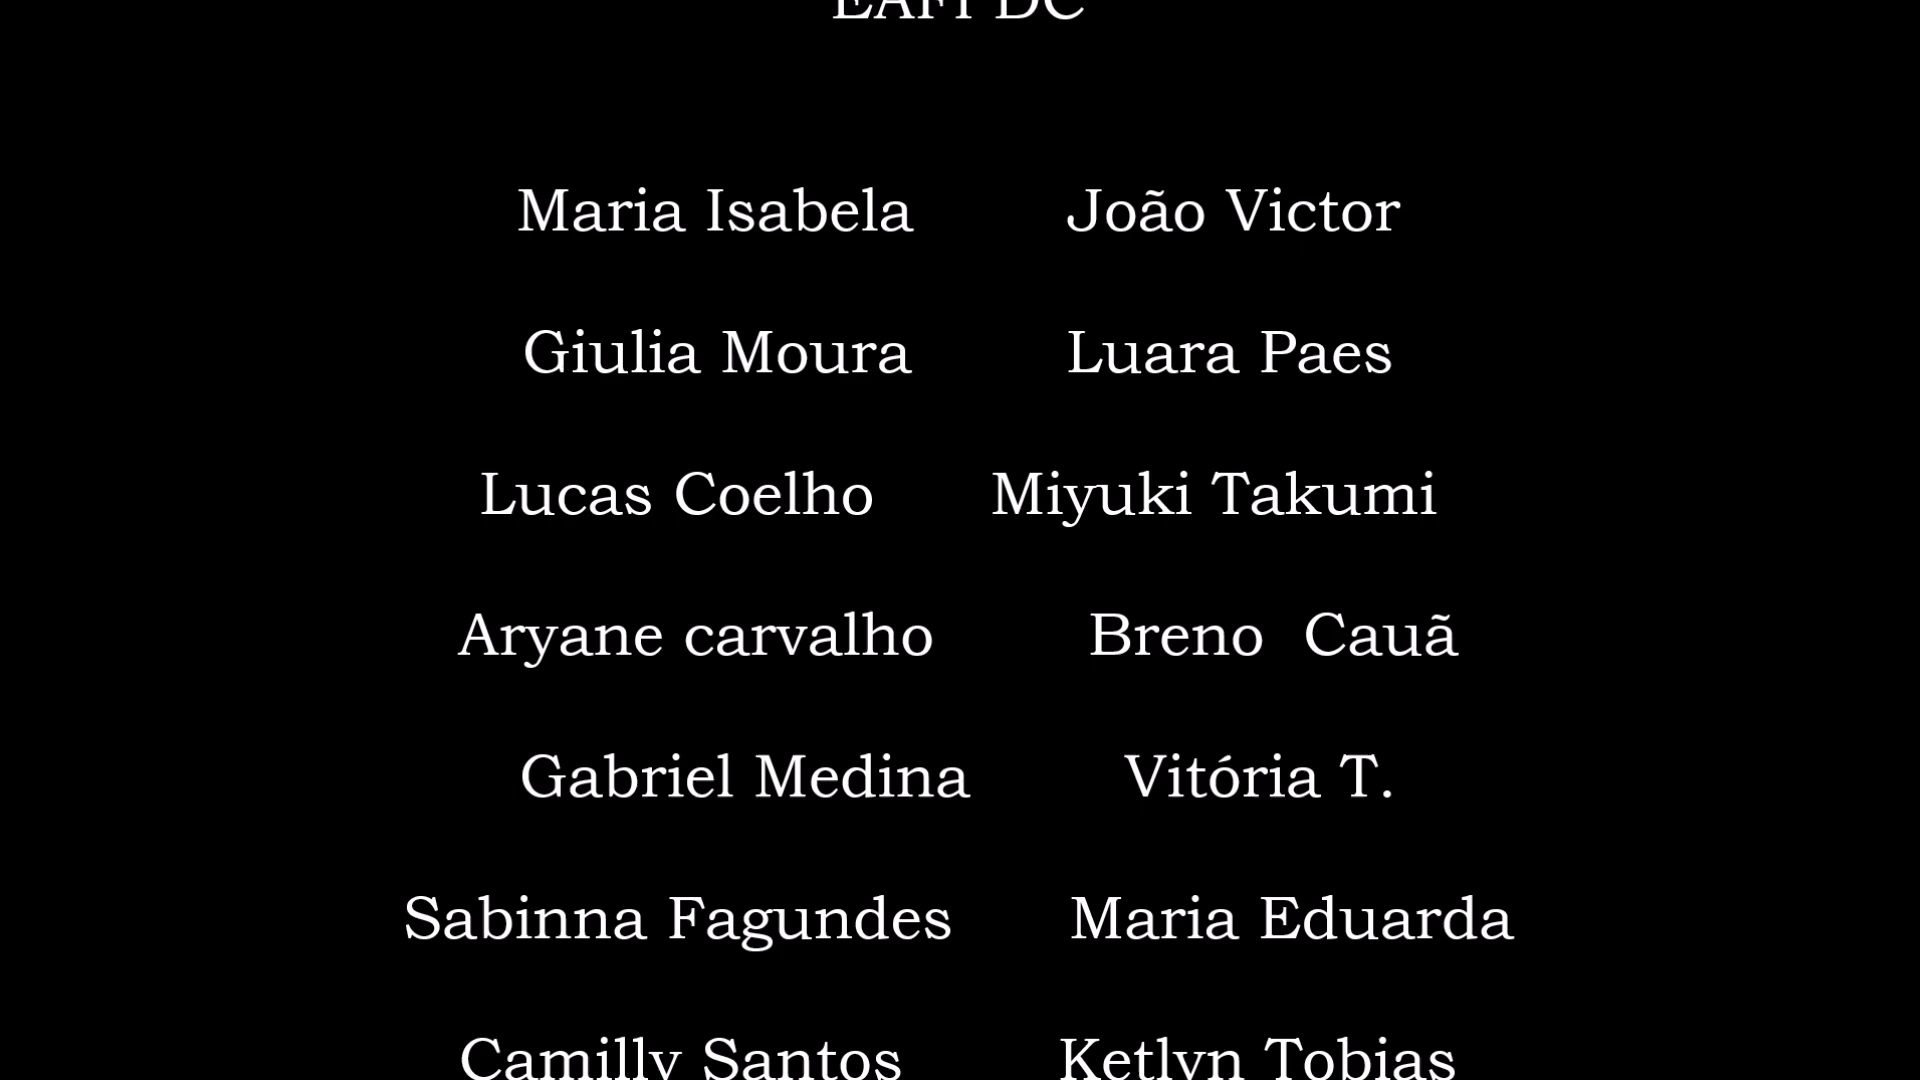 Maria Isabela João Victor
Giulia Moura Luara Paes
Lucas Coelho Miyuki Takumi
Aryane carvalho Breno Cauã
Gabriel Medina Vitória T.
Sabinna Fagundes Maria Eduarda
Camilly Santos Ketlyn Tobias